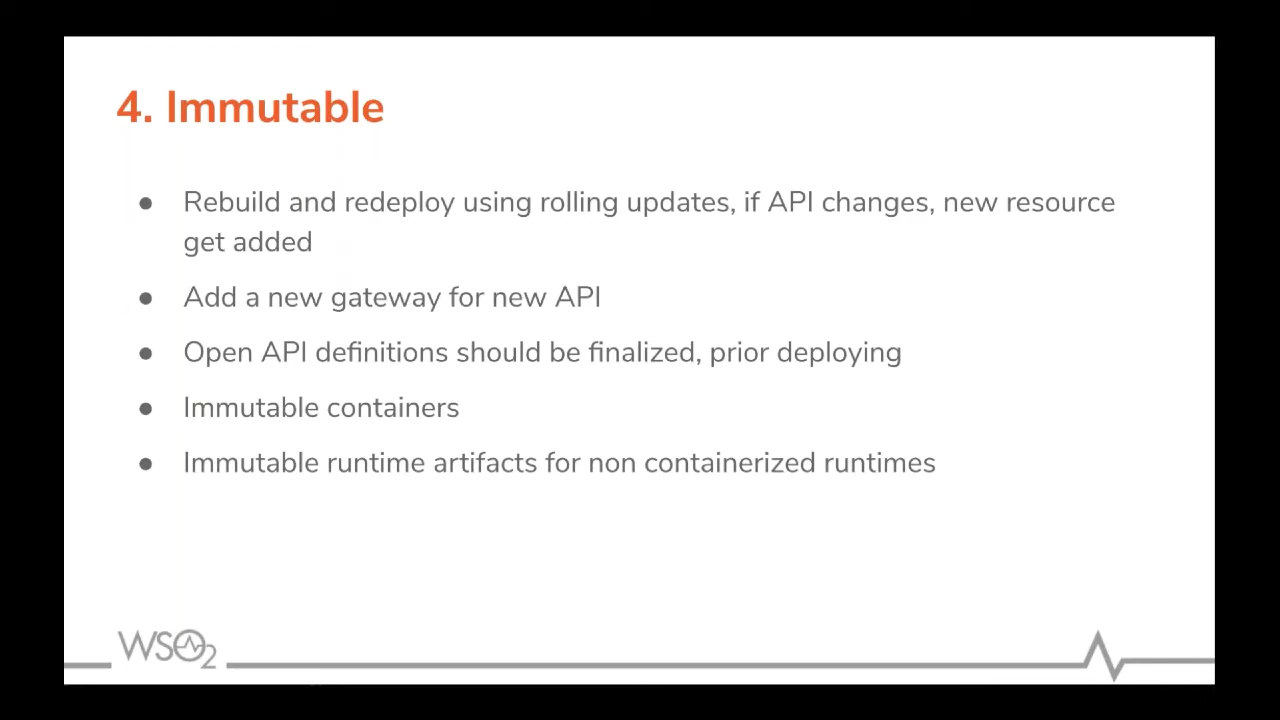 4. Immutable
● Rebuild and redeploy using rolling updates, if API changes, new resource
get added
● Add a new gateway for new API
● Open API definitions should be finalized, prior deploying
● Immutable containers
● Immutable runtime artifacts for non containerized runtimes
WSO2